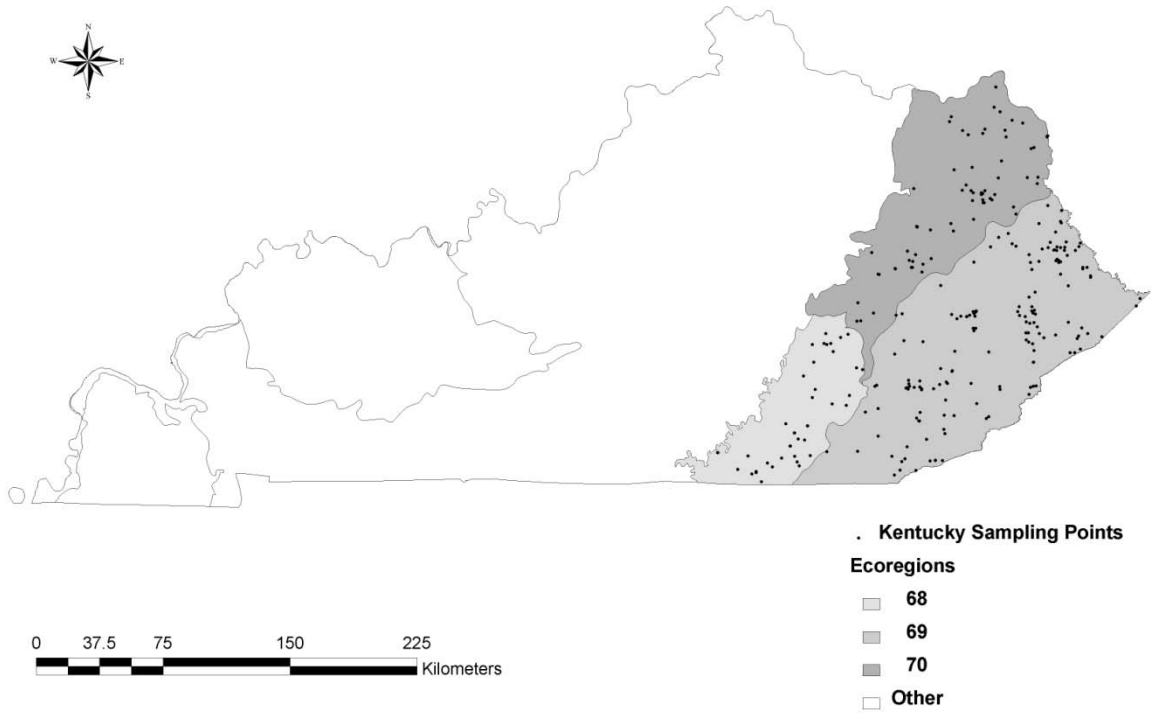 N
W E
S
. Kentucky Sampling Points
Ecoregions
68
69
70
Other
0 37.5 75 150 225
Kilometers